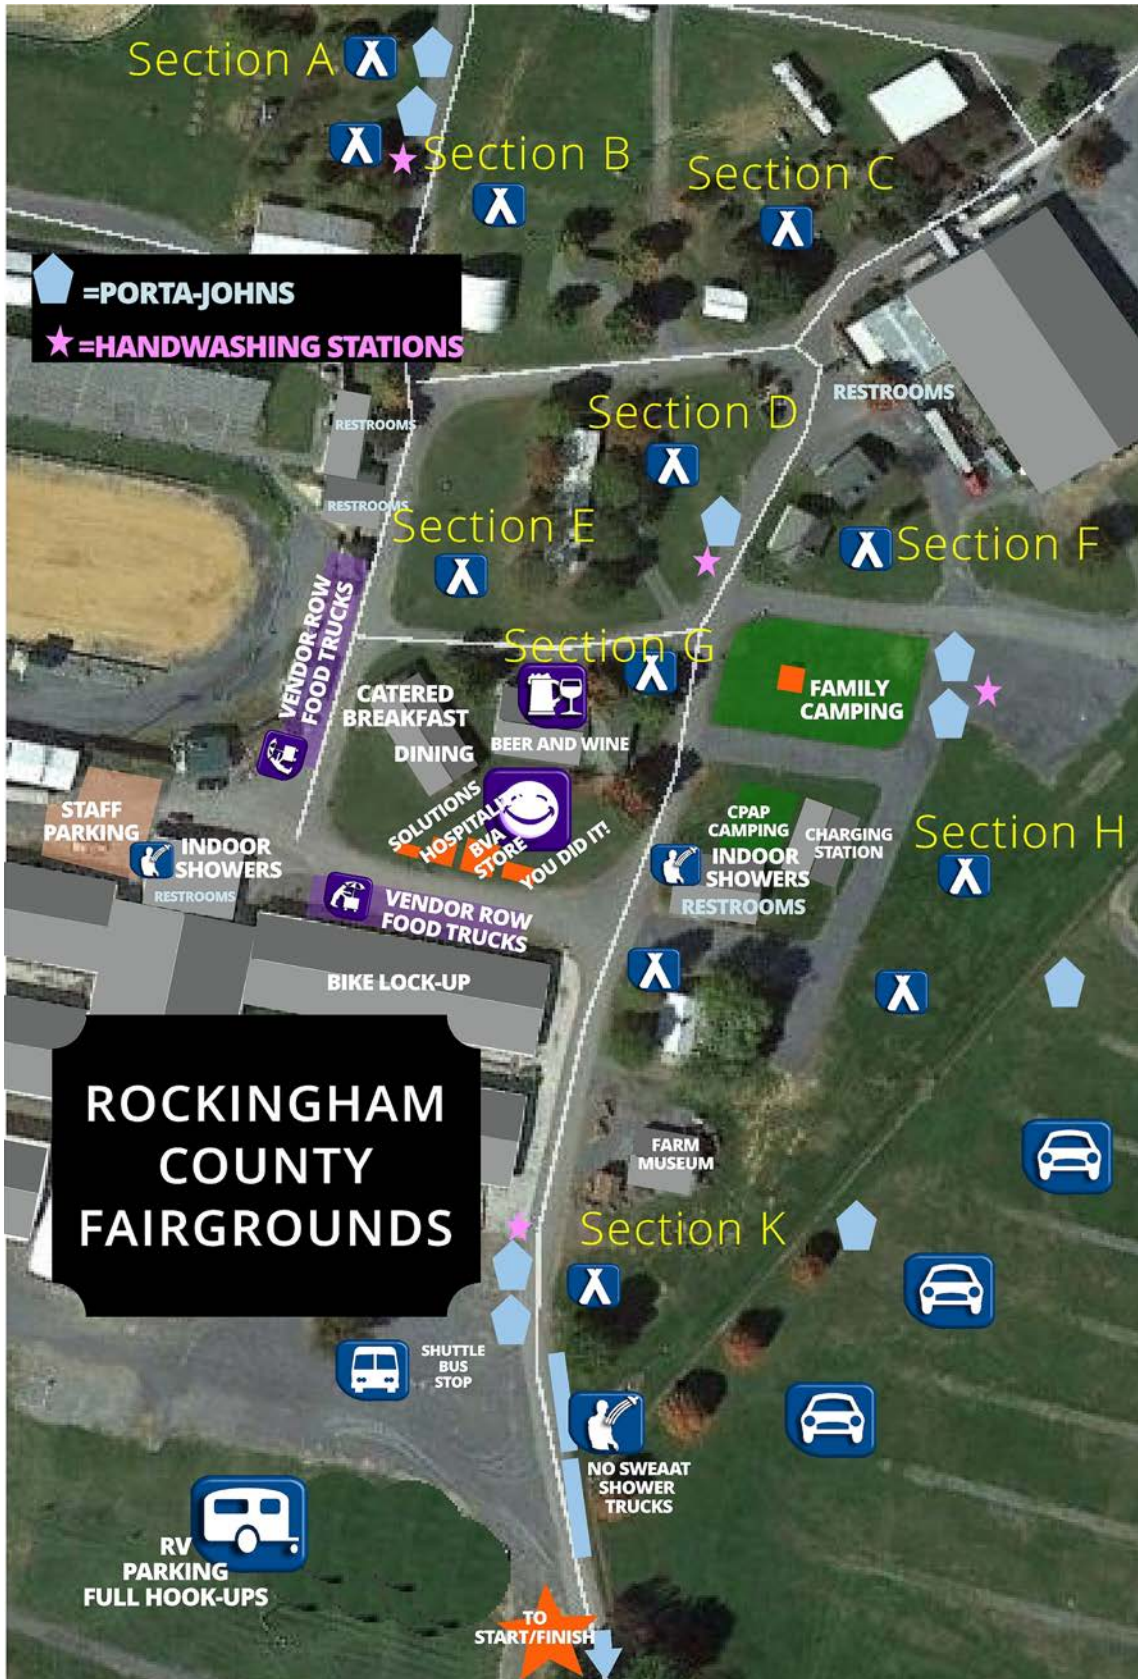 Section A
Section B
Section C
=PORTA-JOHNS
=HANDWASHING STATIONS
RESTROOMS
Section D
RESTROOMS
RESTROOMS
Section E
Section F
VENDOR ROW
FOOD TRUCKS
Section G
CATERED
BREAKFAST
DINING
BEER AND WINE
FAMILY
CAMPING
STAFF
PARKING
INDOOR
SHOWERS
RESTROOMS
SOLUTIONS
HOSPITALI
BVA
STORE
YOU DID IT!
CPAP
CAMPING
CHARGING
STATION
INDOOR
SHOWERS
RESTROOMS
Section H
VENDOR ROW
FOOD TRUCKS
BIKE LOCK-UP
ROCKINGHAM
COUNTY
FAIRGROUNDS
FARM
MUSEUM
Section K
SHUTTLE
BUS
STOP
NO SWEAAT
SHOWER
TRUCKS
RV
PARKING
FULL HOOK-UPS
TO
START/FINISH